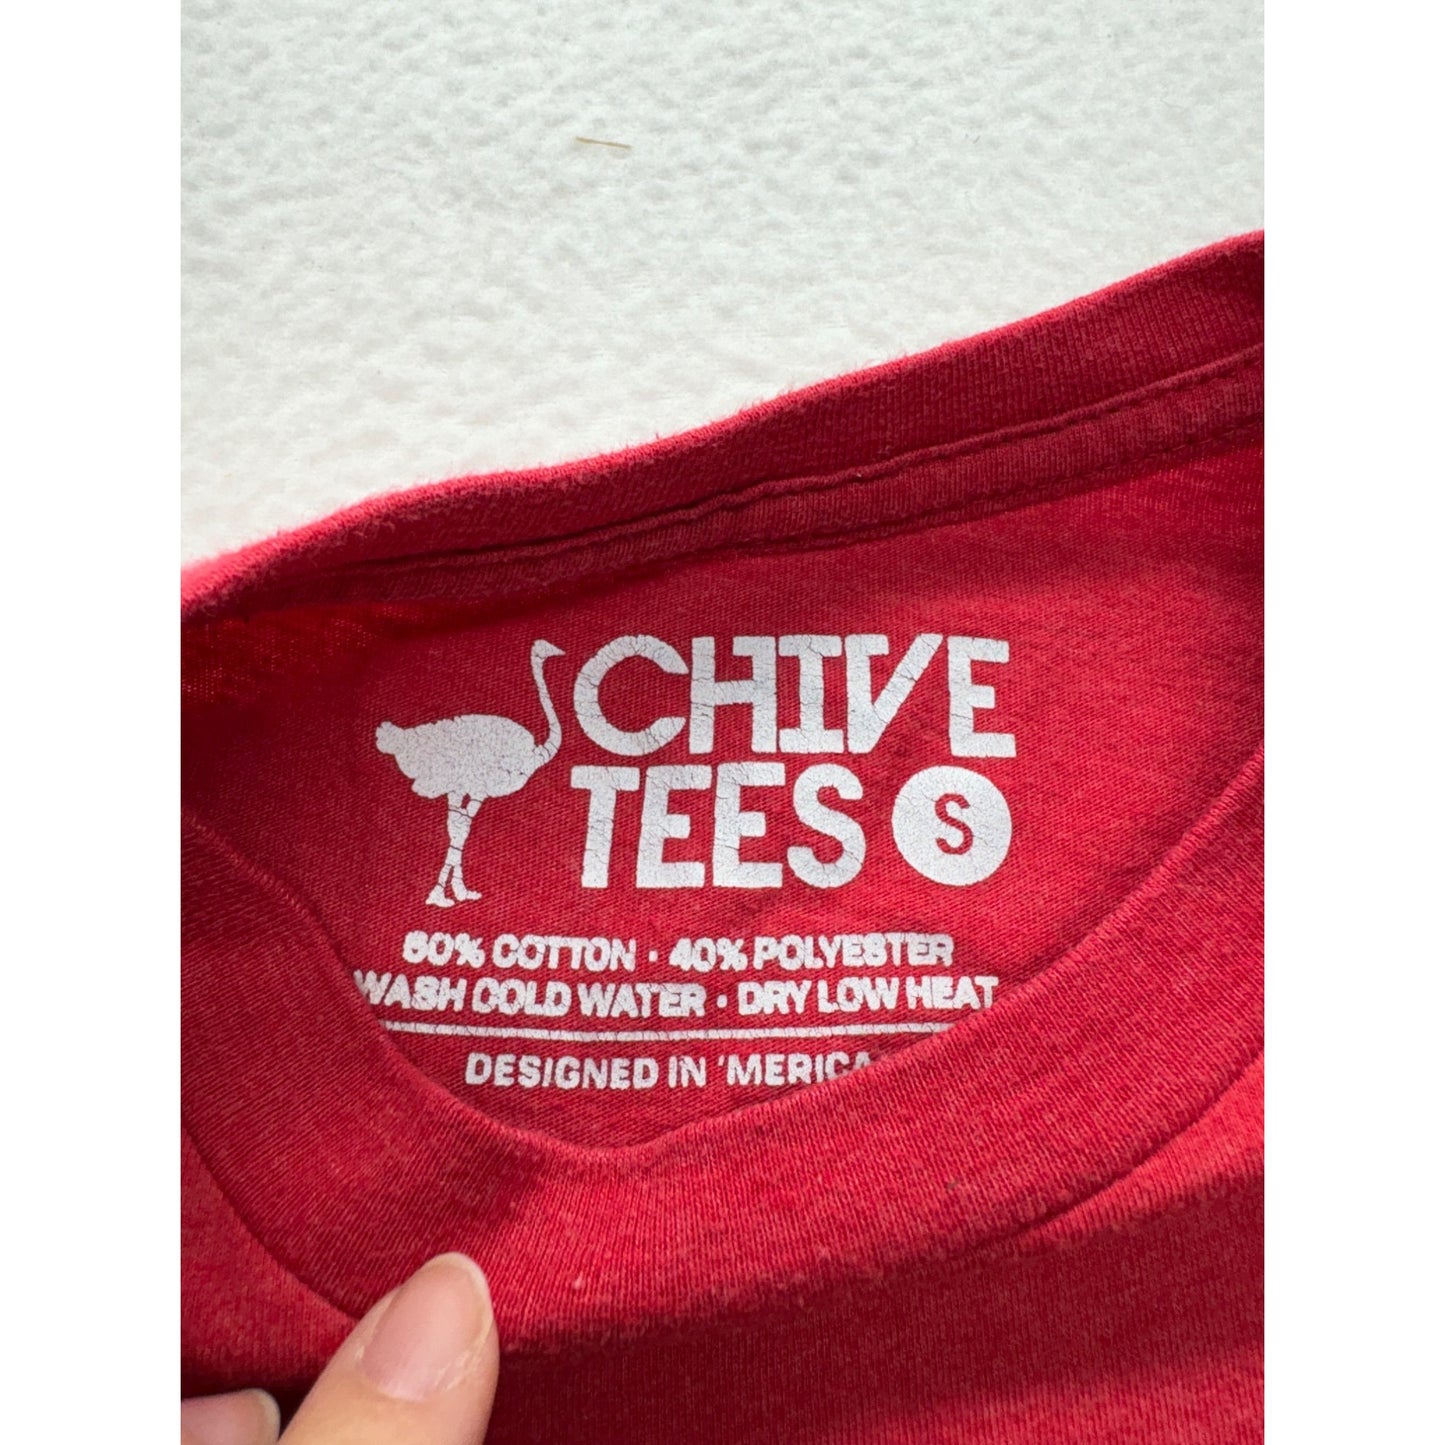 CHIVE
TEES S
60% COTTON · 40% POLYESTER
WASH COLD WATER · DRY LOW HEAT
DESIGNED IN 'MERICA